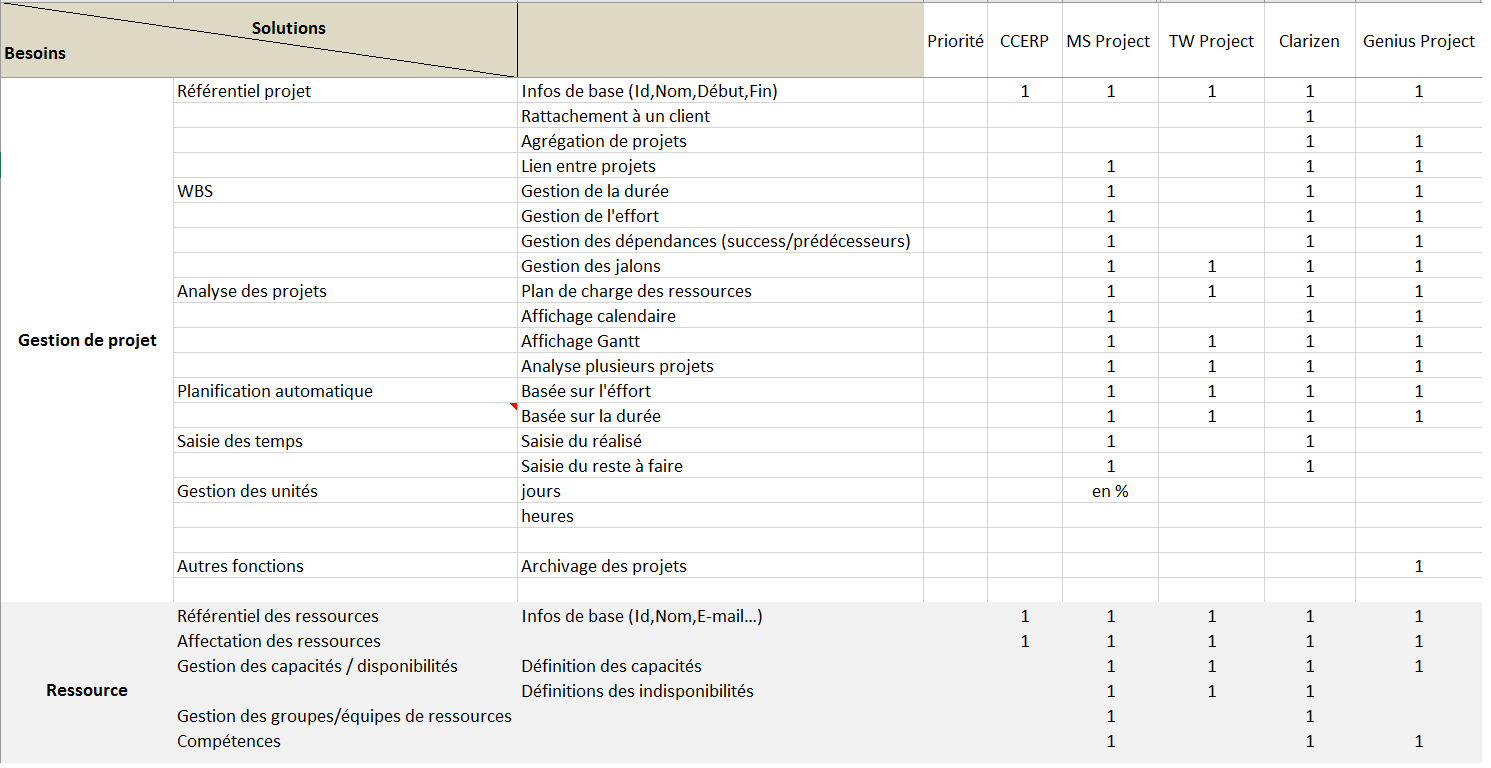 Solutions
Besoins
Priorité CCERP MS Project TW Project Clarizen Genius Project
Référentiel projet Infos de base (Id,Nom,Début,Fin) 1 1 1 1 1
Rattachement à un client 1
Agrégation de projets 1 1
Lien entre projets 1 1 1
WBS Gestion de la durée 1 1 1
Gestion de l'effort 1 1 1
Gestion des dépendances (success/prédécesseurs) 1 1 1
Gestion des jalons 1 1 1 1
Analyse des projets Plan de charge des ressources 1 1 1 1
Affichage calendaire 1 1 1
Gestion de projet Affichage Gantt 1 1 1 1
Analyse plusieurs projets 1 1 1 1
Planification automatique Basée sur l'éffort 1 1 1 1
Basée sur la durée 1 1 1 1
Saisie des temps Saisie du réalisé 1 1
Saisie du reste à faire 1 1
Gestion des unités jours en %
heures
Autres fonctions Archivage des projets 1
Référentiel des ressources Infos de base (Id,Nom,E-mail...) 1 1 1 1 1
Affectation des ressources 1 1 1 1 1
Gestion des capacités / disponibilités Définition des capacités 1 1 1 1
Ressource Définitions des indisponibilités 1 1 1
Gestion des groupes/équipes de ressources 1 1
Compétences 1 1 1